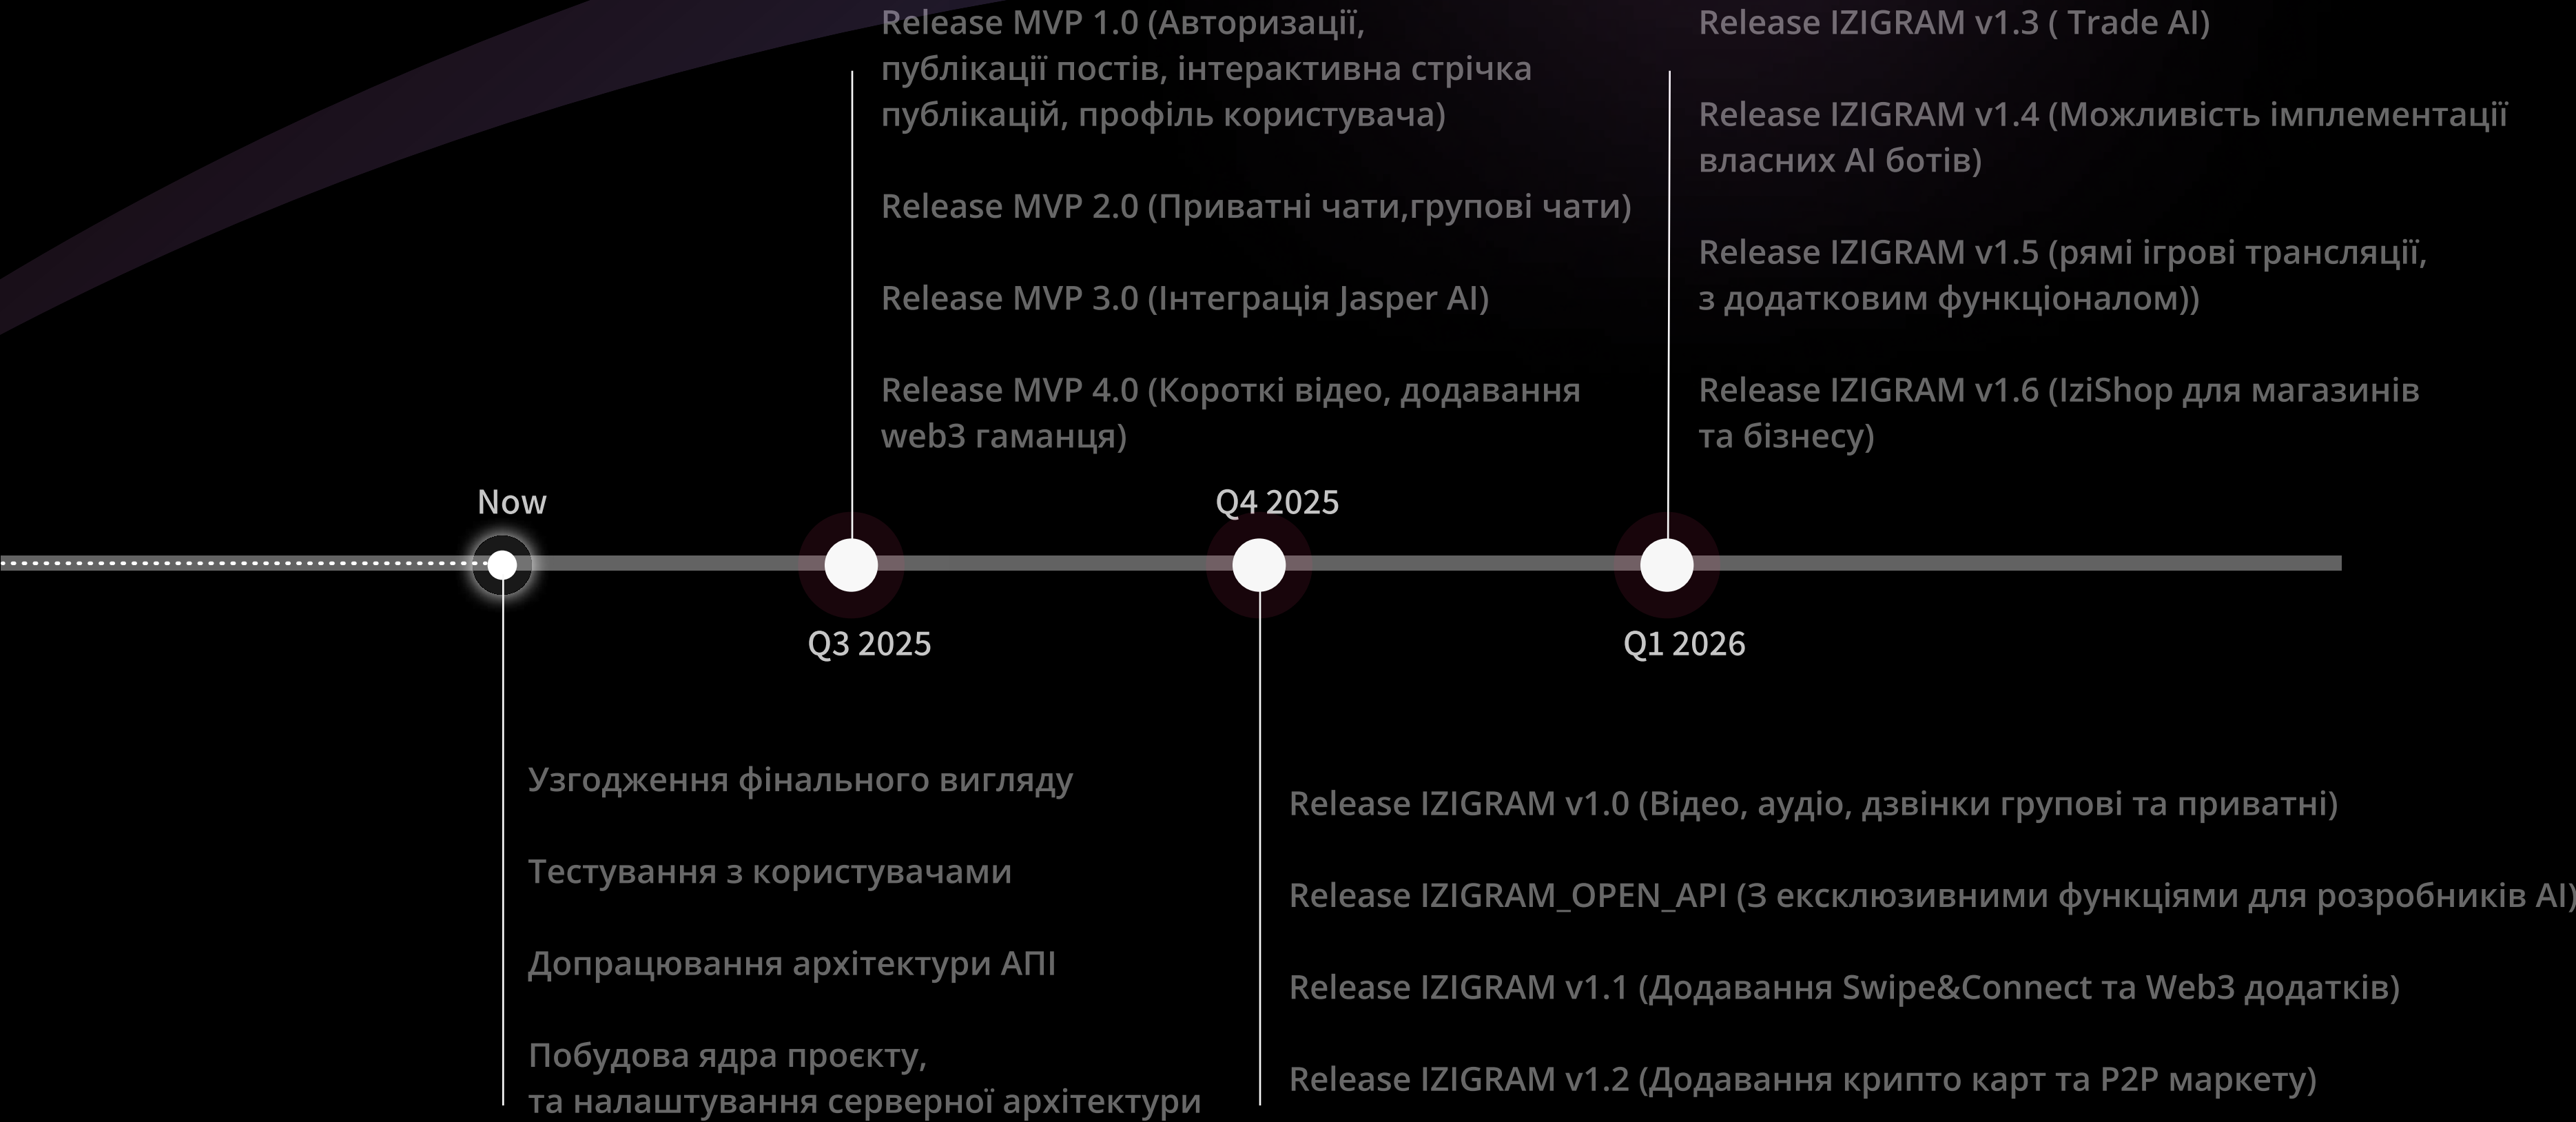 Release MVP 1.0 (Авторизації,
публікації постів, інтерактивна стрічка
публікацій, профіль користувача)
Release MVP 2.0 (Приватні чати,групові чати)
Release MVP 3.0 (Інтеграція Jasper AI)
Release MVP 4.0 (Короткі відео, додавання
web3 гаманця)
Release IZIGRAM v1.3 ( Trade AI)
Release IZIGRAM v1.4 (Можливість імплементації
власних AI ботів)
Release IZIGRAM v1.5 (рямі ігрові трансляції,
з додатковим функціоналом))
Release IZIGRAM v1.6 (IziShop для магазинів
та бізнесу)
Now
Q4 2025
Q3 2025
Q1 2026
Узгодження фінального вигляду
Тестування з користувачами
Допрацювання архітектури АПІ
Побудова ядра проєкту,
та налаштування серверної архітектури
Release IZIGRAM v1.0 (Відео, аудіо, дзвінки групові та приватні)
Release IZIGRAM_OPEN_API (З ексклюзивними функціями для розробників AI)
Release IZIGRAM v1.1 (Додавання Swipe&Connect та Web3 додатків)
Release IZIGRAM v1.2 (Додавання крипто карт та P2P маркету)